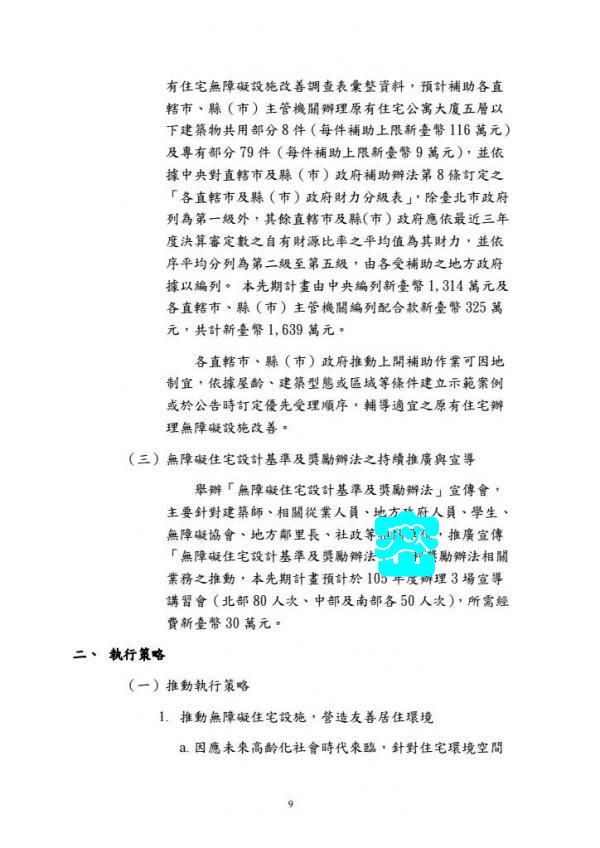 有住宅無障礙設施改善調查表彙整資料，預計補助各直
轄市、縣（市）主管機關辦理原有住宅公寓大廈五層以
下建築物共用部分 8 件（每件補助上限新臺幣 116 萬元）
及專有部分 79 件（每件補助上限新臺幣 9 萬元），並依
據中央對直轄市及縣（市）政府補助辦法第 8 條訂定之
「各直轄市及縣（市）政府財力分級表」，除臺北市政府
列為第一級外，其餘直轄市及縣(市）政府應依最近三年
度決算審定數之自有財源比率之平均值為其財力，並依
序平均分列為第二級至第五級，由各受補助之地方政府
據以編列。 本先期計畫由中央編列新臺幣 1,314 萬元及
各直轄市、縣（市）主管機關編列配合款新臺幣 325 萬
元，共計新臺幣 1,639 萬元。
各直轄市、縣（市）政府推動上開補助作業可因地
制宜，依據屋齡、建築型態或區域等條件建立示範案例
或於公告時訂定優先受理順序，輔導適宜之原有住宅辦
理無障礙設施改善。
（三）無障礙住宅設計基準及獎勵辦法之持續推廣與宣導
舉辦「無障礙住宅設計基準及獎勵辦法」宣傳會，
主要針對建築師、相關從業人員、地方政府人員、學生、
無障礙協會、地方鄰里長、社政等，推廣宣傳
「無障礙住宅設計基準及獎勵辦法獎勵辦法相關
業務之推動，本先期計畫預計於 105 年度辦理 3 場宣導
講習會（北部 80 人次、中部及南部各 50 人次），所需經
費新臺幣 30 萬元。
二、 執行策略
（一）推動執行策略
1. 推動無障礙住宅設施，營造友善居住環境
a. 因應未來高齡化社會時代來臨，針對住宅環境空間
9